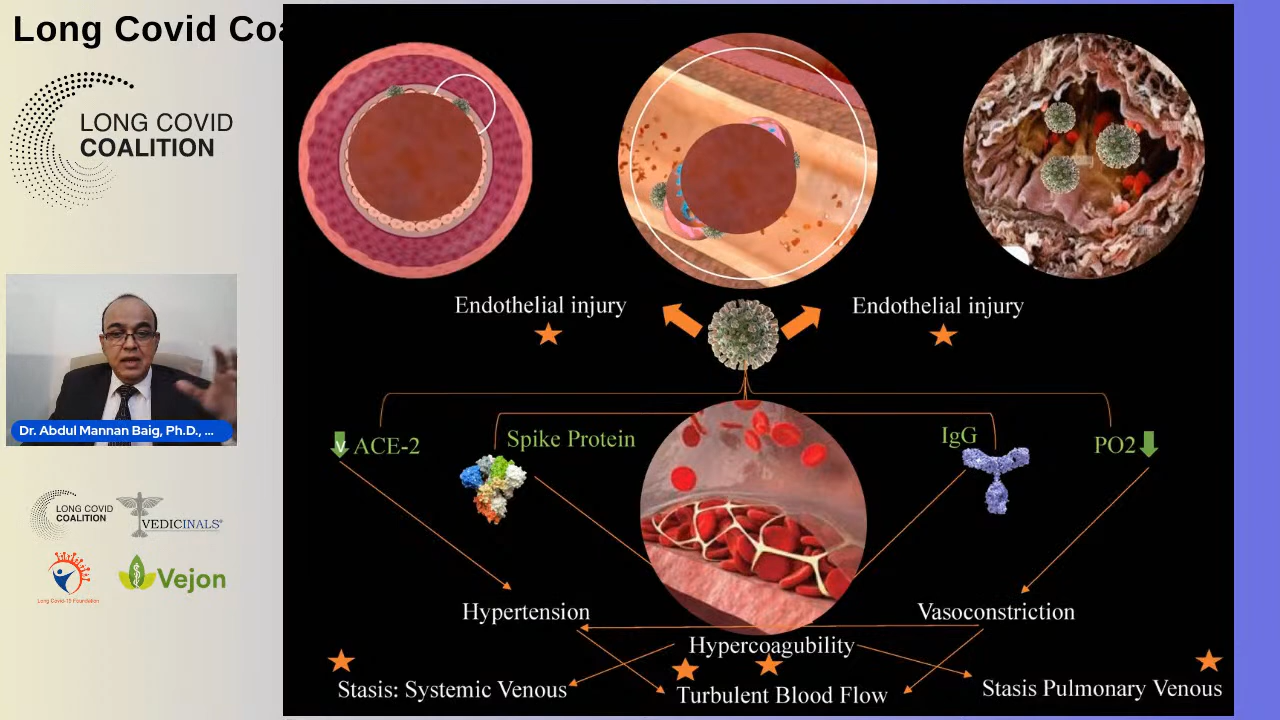 Long Covid Coa
LONG COVID
COALITION
Endothelial injury
Endothelial injury
v ACE-2
Spike Protein
IgG
PO2
Dr. Abdul Mannan Baig, Ph.D., ...
LONG COVID
COALITION
VEDICINALS®
Long Covid-19 Foundation
Vejon
Hypertension
Vasoconstriction
Hypercoagubility
Stasis: Systemic Venous
Turbulent Blood Flow
Stasis Pulmonary Venous